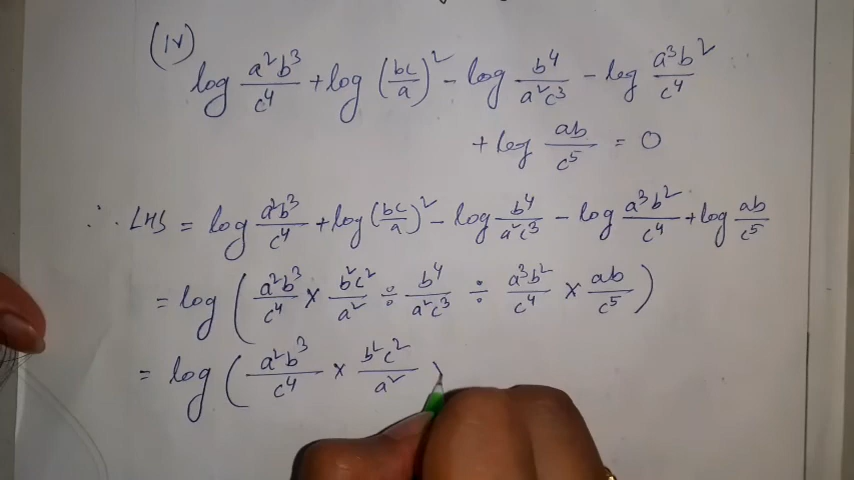 (iv)
log a²b³/c⁴ + log (bc/a)² - log b⁴/a²c³ - log a³b²/c⁴
+ log ab/c⁵ = 0
∴ LHS = log a²b³/c⁴ + log (bc/a)² - log b⁴/a²c³ - log a³b²/c⁴ + log ab/c⁵
= log ( a²b³/c⁴ × b²c²/a² ÷ b⁴/a²c³ ÷ a³b²/c⁴ × ab/c⁵ )
= log ( a²b³/c⁴ × b²c²/a²